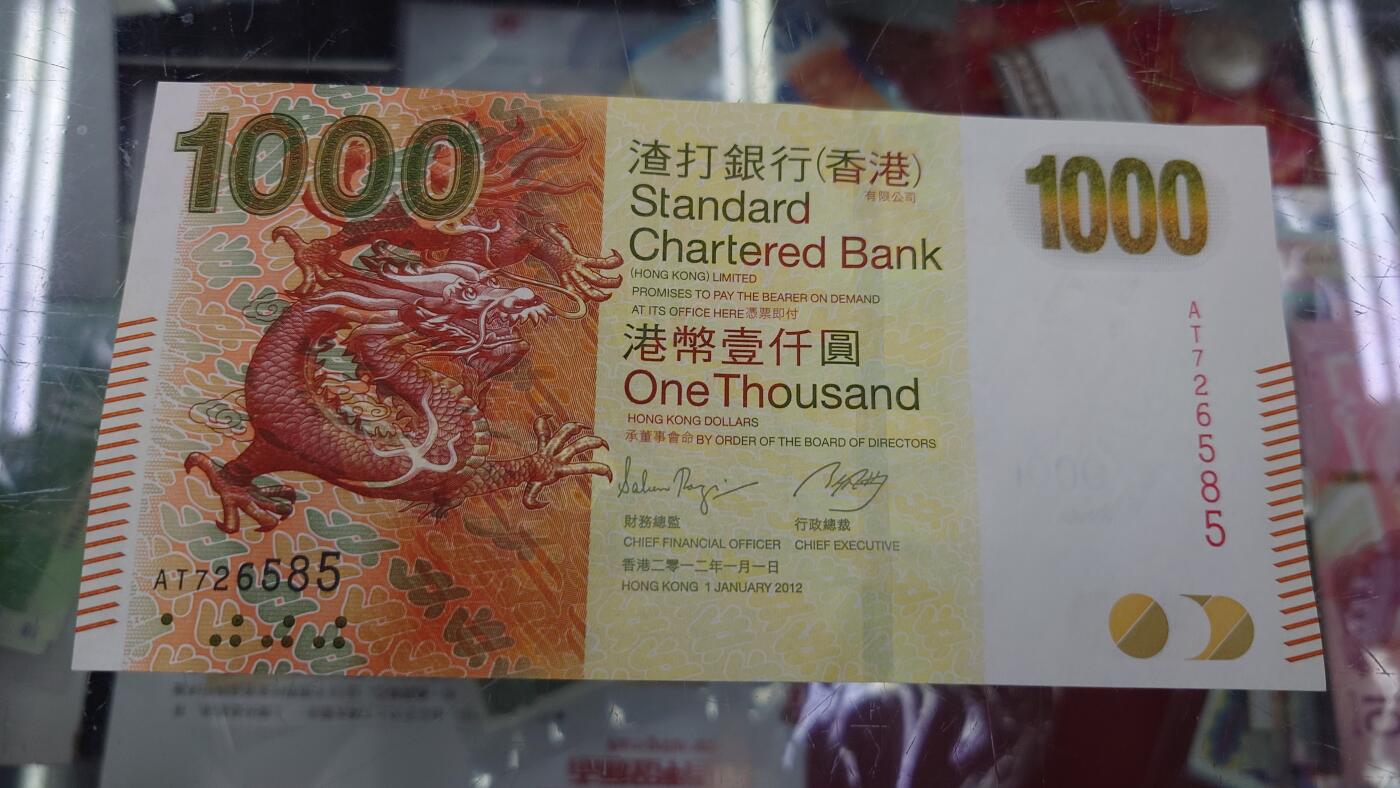 1000
渣打銀行(香港)
有限公司
Standard
Chartered Bank
(HONG KONG) LIMITED
PROMISES TO PAY THE BEARER ON DEMAND
AT ITS OFFICE HERE憑票即付
港幣壹仟圓
One Thousand
HONG KONG DOLLARS
承董事會命 BY ORDER OF THE BOARD OF DIRECTORS
財務總監
CHIEF FINANCIAL OFFICER
行政總裁
CHIEF EXECUTIVE
香港二零一二年一月一日
HONG KONG 1 JANUARY 2012
AT726585
1000
AT726585